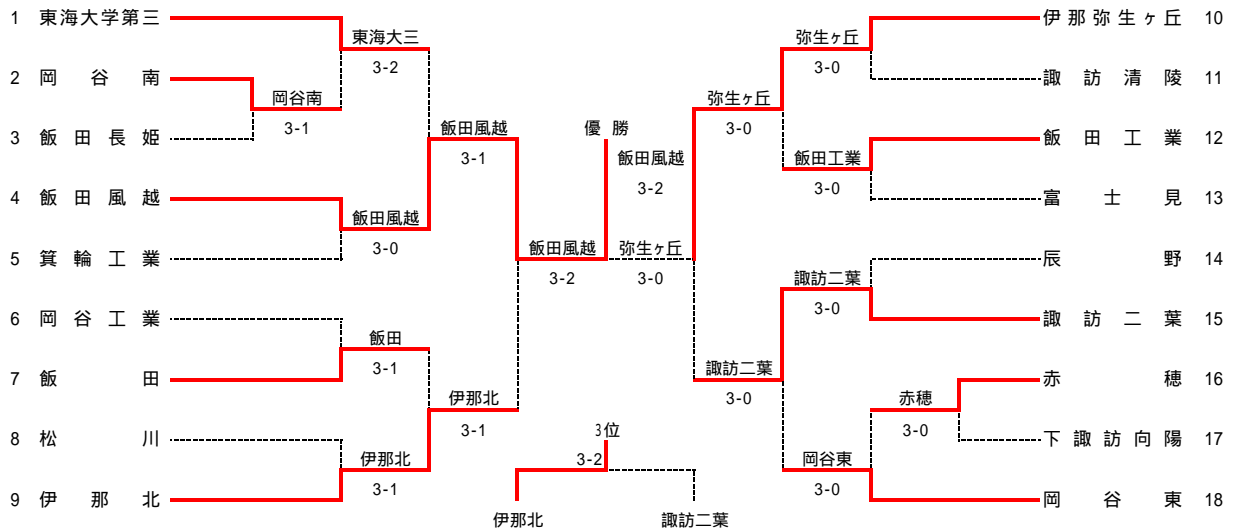 1 東海大学第三
2 岡谷南
3 飯田長姫
4 飯田風越
5 箕輪工業
6 岡谷工業
7 飯田
8 松川
9 伊那北
岡谷南
3-1
東海大三
3-2
飯田風越
3-0
飯田
3-1
伊那北
3-1
飯田風越
3-1
伊那北
3-1
飯田風越
3-2
優勝
飯田風越
3-2
弥生ヶ丘
3-0
3位
3-2
伊那北
諏訪二葉
弥生ヶ丘
3-0
諏訪二葉
3-0
弥生ヶ丘
3-0
飯田工業
3-0
諏訪二葉
3-0
岡谷東
3-0
赤穂
3-0
伊那弥生ヶ丘 10
諏訪清陵 11
飯田工業 12
富士見 13
辰野 14
諏訪二葉 15
赤穂 16
下諏訪向陽 17
岡谷東 18